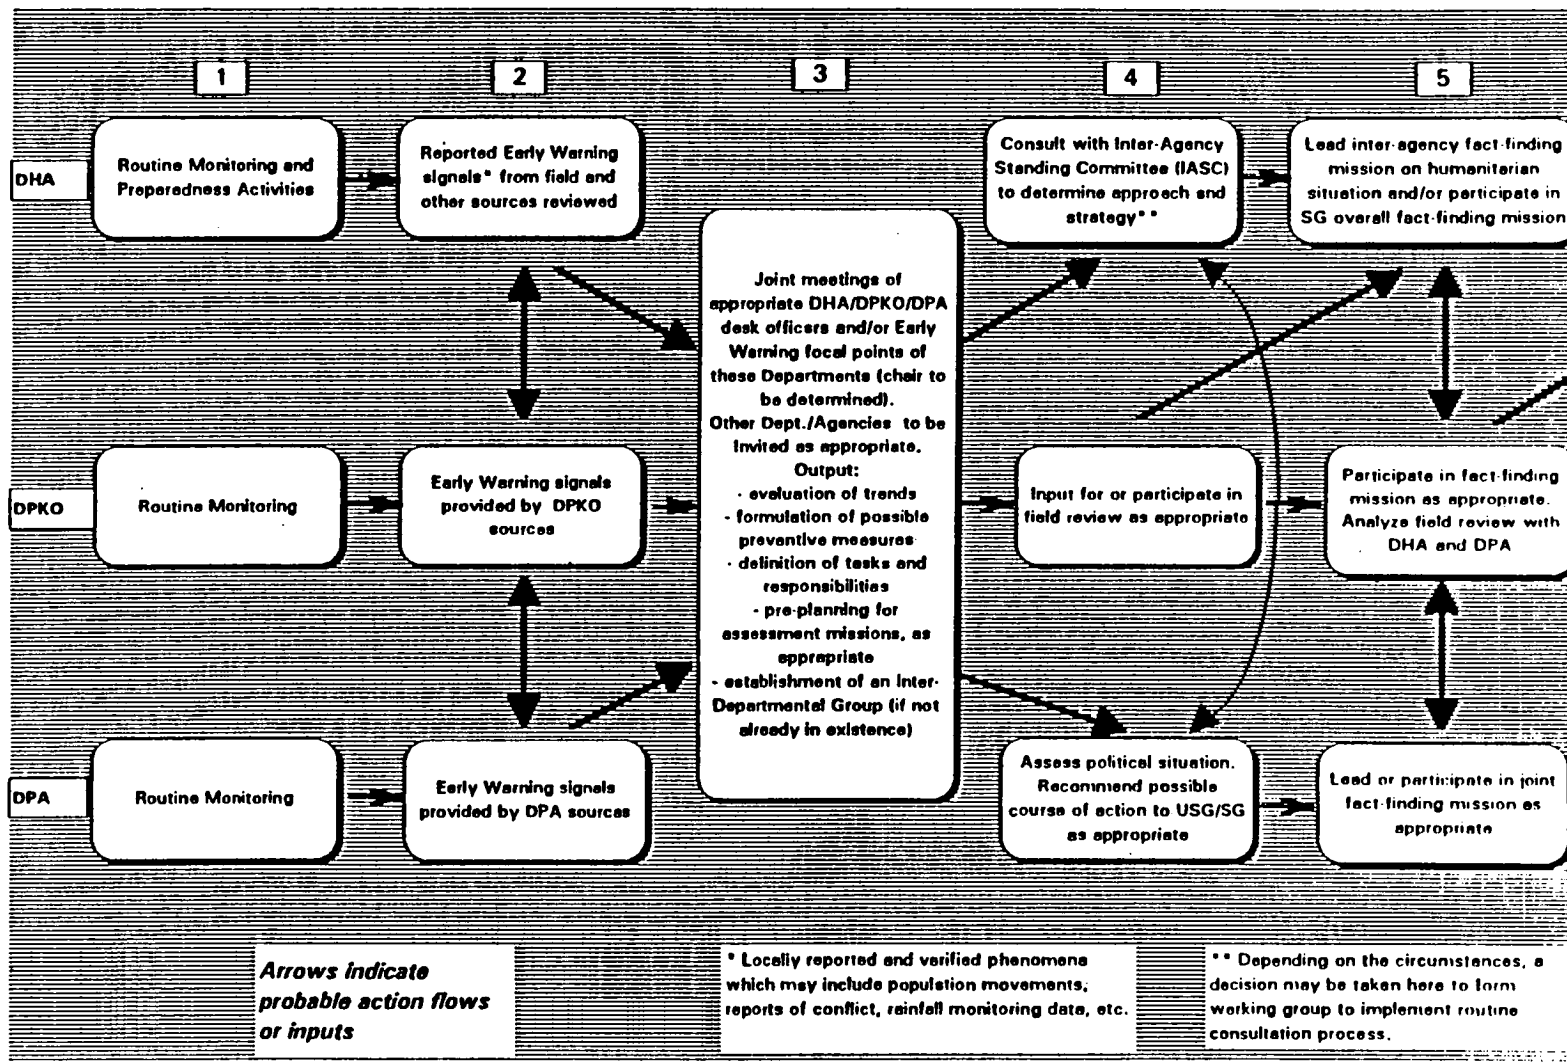 1
2
3
4
5
DHA
Routine Monitoring and
Preparedness Activities
Reported Early Warning
signals* from field and
other sources reviewed
Consult with Inter-Agency
Standing Committee (IASC)
to determine approach and
strategy**
Lead inter-agency fact-finding
mission on humanitarian
situation and/or participate in
SG overall fact-finding mission
Joint meetings of
appropriate DHA/DPKO/DPA
desk officers and/or Early
Warning focal points of
these Departments (chair to
be determined).
Other Dept./Agencies to be
Invited as appropriate.
Output:
- evaluation of trends
- formulation of possible
preventive measures
- definition of tasks and
responsibilities
- pre-planning for
assessment missions, as
appropriate
- establishment of an Inter-
Departmental Group (if not
already in existence)
DPKO
Routine Monitoring
Early Warning signals
provided by DPKO
sources
Input for or participate in
field review as appropriate
Participate in fact-finding
mission as appropriate.
Analyze field review with
DHA and DPA
DPA
Routine Monitoring
Early Warning signals
provided by DPA sources
Assess political situation.
Recommend possible
course of action to USG/SG
as appropriate
Lead or participate in joint
fact-finding mission as
appropriate
Arrows indicate
probable action flows
or inputs
* Locally reported and verified phenomena
which may include population movements,
reports of conflict, rainfall monitoring data, etc.
** Depending on the circumstances, a
decision may be taken here to form
working group to implement routine
consultation process.